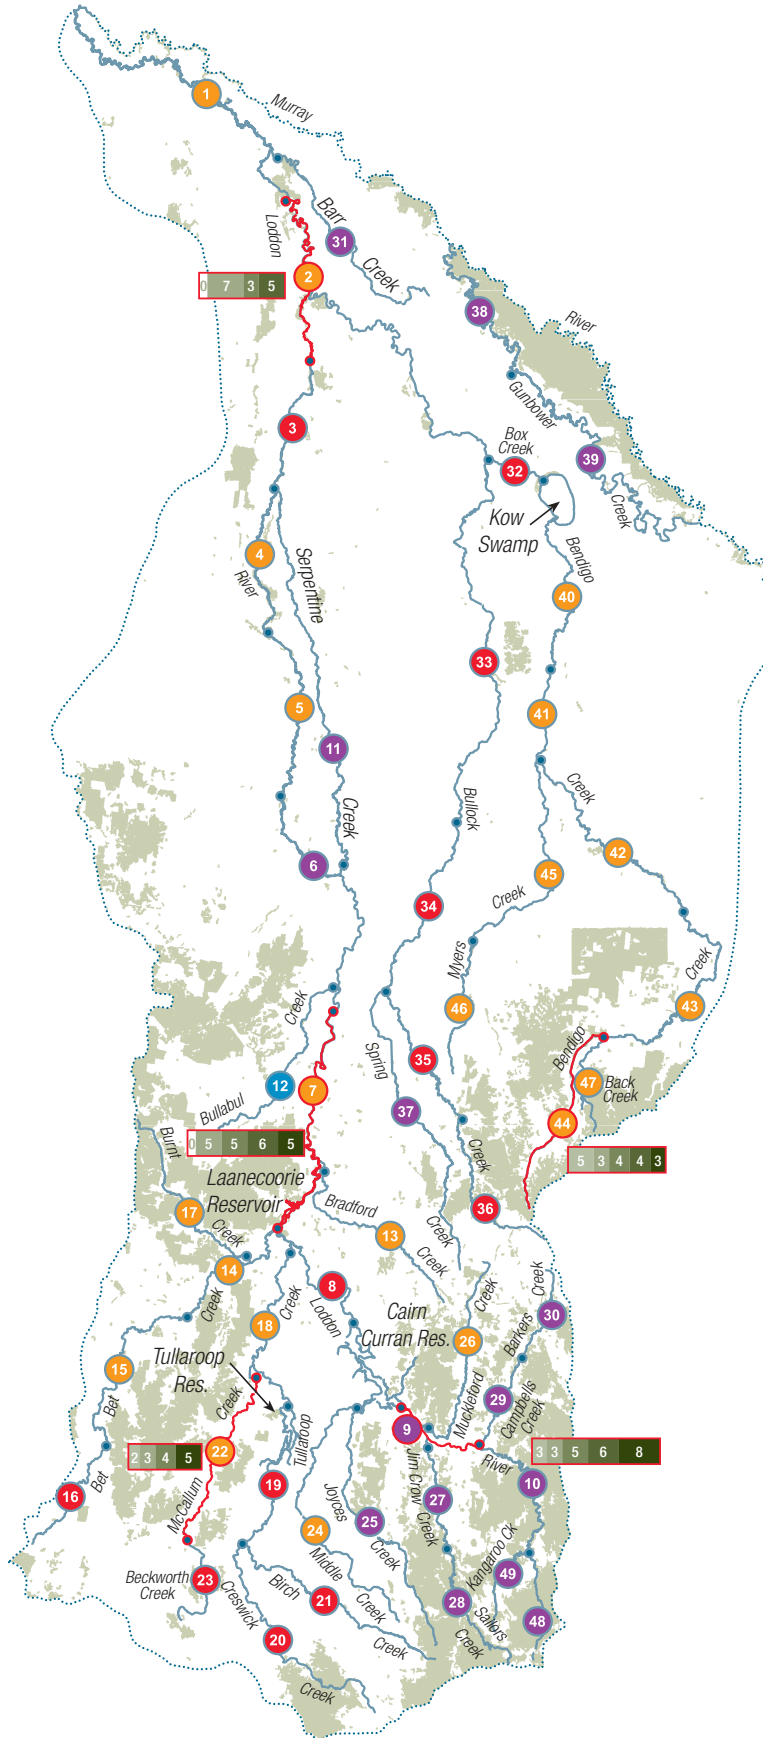 1
Murray
Barr
Loddon
31
Creek
2
0 7 3 5
38
River
Gunbower
3
Box
Creek
39
32
Kow
Swamp
Creek
Bendigo
4
River
Serpentine
40
33
5
41
11
Creek
Bullock
Creek
42
6
45
34
Creek
Myers
Creek
Creek
46
43
Bendigo
Spring
35
12
7
47
Back
Creek
Bullabul
37
44
Burnt
0 5 5 6 5
Creek
5 3 4 4 3
Laanecoorie
Reservoir
Bradford
36
17
Creek
13
Creek
Creek
14
8
Creek
Creek
Creek
Creek
Loddon
Cairn
Curran Res.
30
18
26
Barkers
Tullaroop
Res.
15
Creek
Muckleford
29
Campbells
Creek
Bet
9
Tullaroop
22
2 3 4 5
River
3 3 5 6 8
Bet
Jim Crow
19
10
16
McCallum
Joyces
27
25
24
Creek
Creek
Kangaroo Ck
Middle
49
Beckworth
Creek
23
Birch
Creek
28
Creswick
21
Sailors
48
20
Creek
Creek
Creek